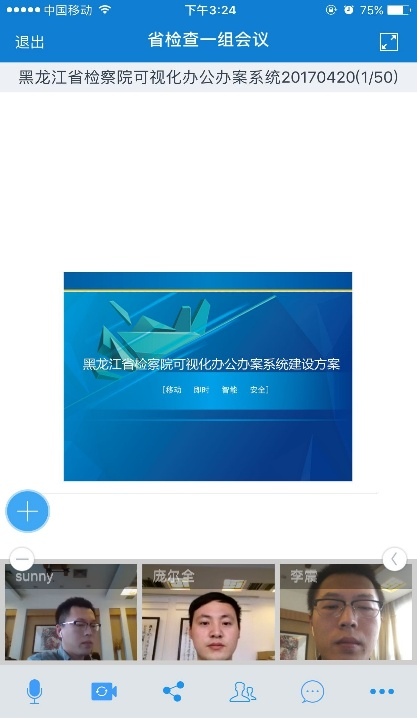 中国移动 下午3:24 75%
退出 省检查一组会议
黑龙江省检察院可视化办公办案系统20170420(1/50)
黑龙江省检察院可视化办公办案系统建设方案
[移动 即时 智能 安全]
sunny 庞尔全 李震